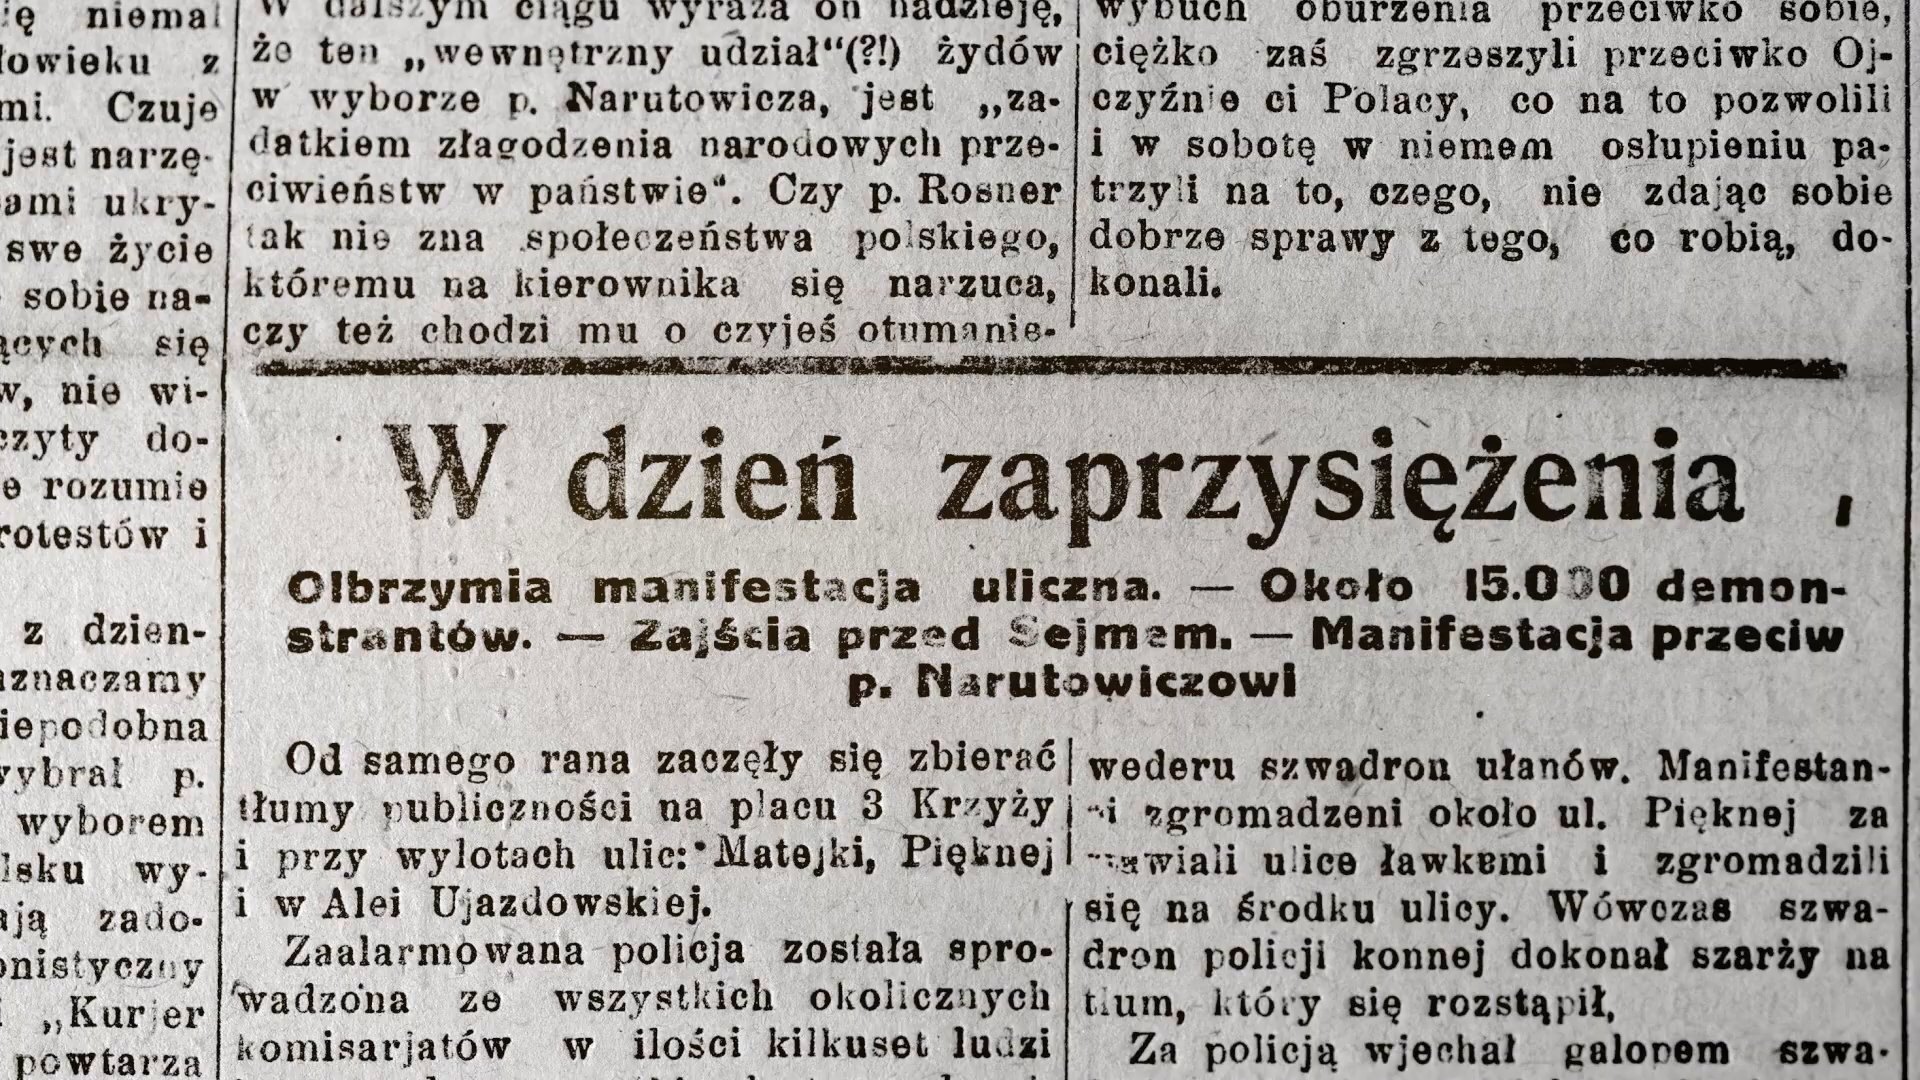 ię niemal
łowieku z
mi. Czuje
jest narzę-
ami ukry-
swe życie
sobie na-
ących się
w, nie wi-
czyty do-
e rozumie
rotestów i
z dzien-
aznaczamy
iepodobna
wybrał p.
wyborem
lsku wy-
ają zado-
onistyczny
„Kurjer
powtarza
W dalszym ciągu wyraża on nadzieję,
że ten „wewnętrzny udział“(?!) żydów
w wyborze p. Narutowicza, jest „za-
datkiem złagodzenia narodowych prze-
ciwieństw w państwie“. Czy p. Rosner
tak nie zna społeczeństwa polskiego,
któremu na kierownika się narzuca,
czy też chodzi mu o czyjeś otumanie-
wybuch oburzenia przeciwko sobie,
ciężko zaś zgrzeszyli przeciwko Oj-
czyźnie ci Polacy, co na to pozwolili
i w sobotę w niemem osłupieniu pa-
trzyli na to, czego, nie zdając sobie
dobrze sprawy z tego, co robią, do-
konali.
W dzień zaprzysiężenia
Olbrzymia manifestacja uliczna. — Około 15.000 demon-
strantów. — Zajścia przed Sejmem. — Manifestacja przeciw
p. Narutowiczowi
Od samego rana zaczęły się zbierać
tłumy publiczności na placu 3 Krzyży
i przy wylotach ulic: Matejki, Pięknej
i w Alei Ujazdowskiej.
Zaalarmowana policja została spro-
wadzona ze wszystkich okolicznych
komisarjatów w ilości kilkuset ludzi
wederu szwadron ułanów. Manifestan-
ci zgromadzeni około ul. Pięknej za
ulice ławkami i zgromadzili
się na środku ulicy. Wówczas szwa-
dron policji konnej dokonał szarży na
tłum, który się rozstąpił,
Za policją wjechał galopem szwa-